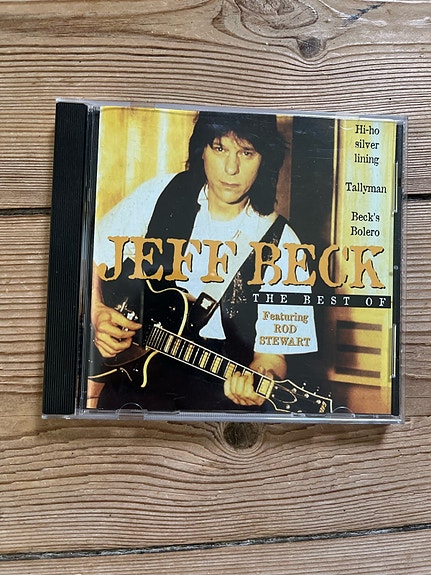 Hi-ho
silver
lining
Tallyman
Beck's
Bolero
JEFF BECK
THE BEST OF
Featuring
ROD
STEWART